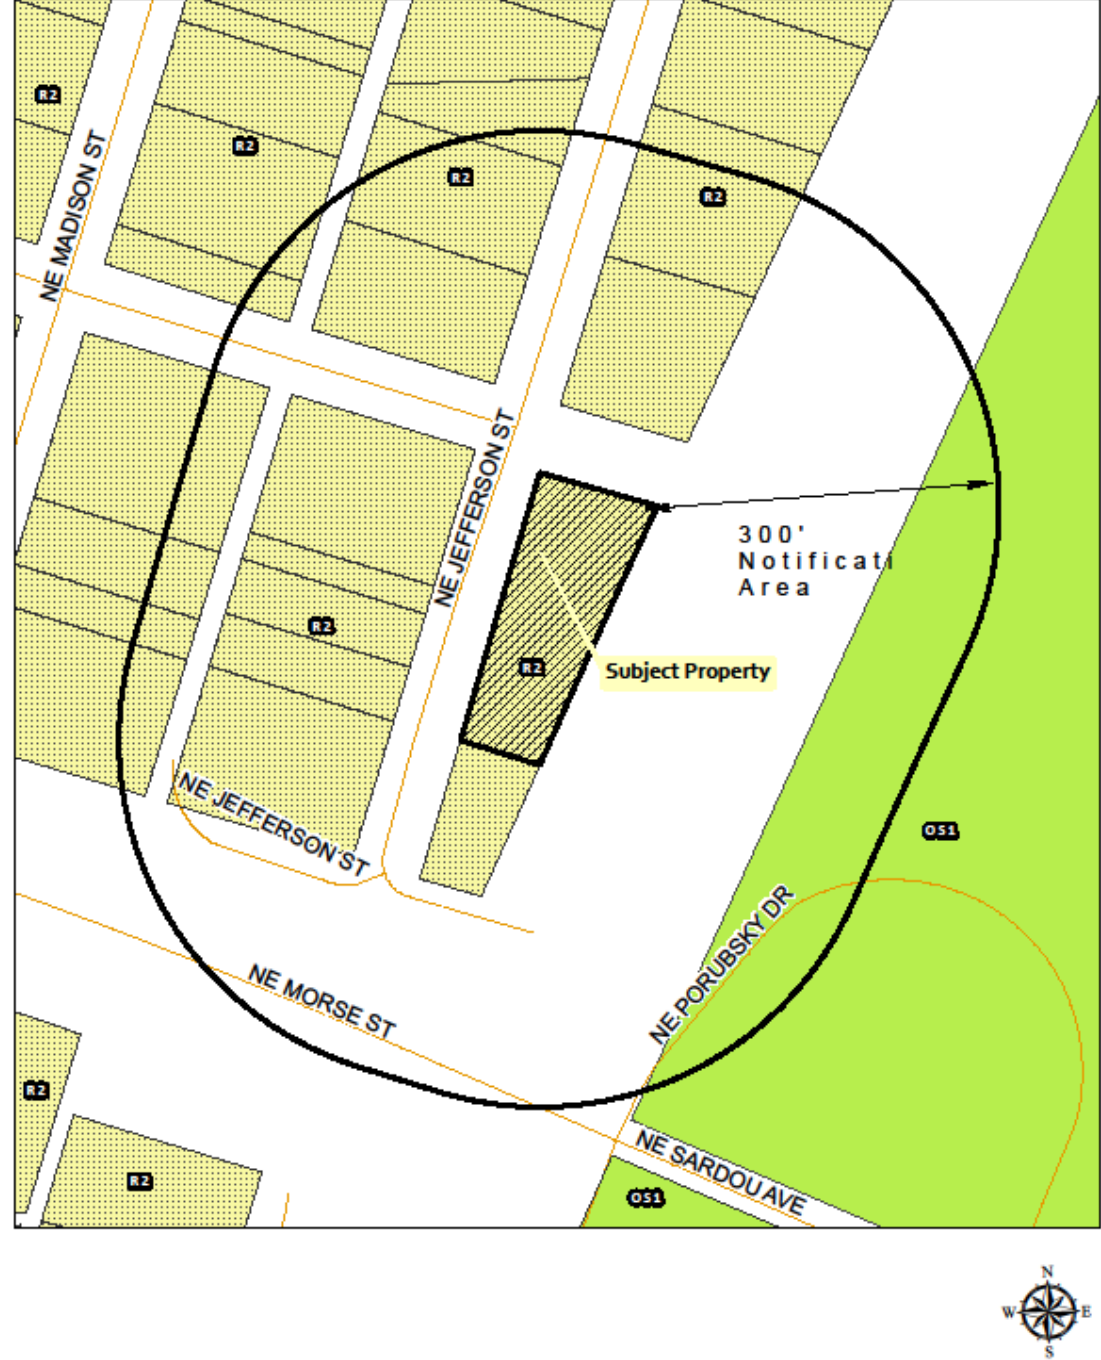 R2
R2
R2
R2
NE MADISON ST
NE JEFFERSON ST
300'
Notificati
Area
R2
R2
Subject Property
NE JEFFERSON ST
OS1
NE PORUBSKY DR
NE MORSE ST
R2
NE SARDOU AVE
R2
OS1
N
W E
S